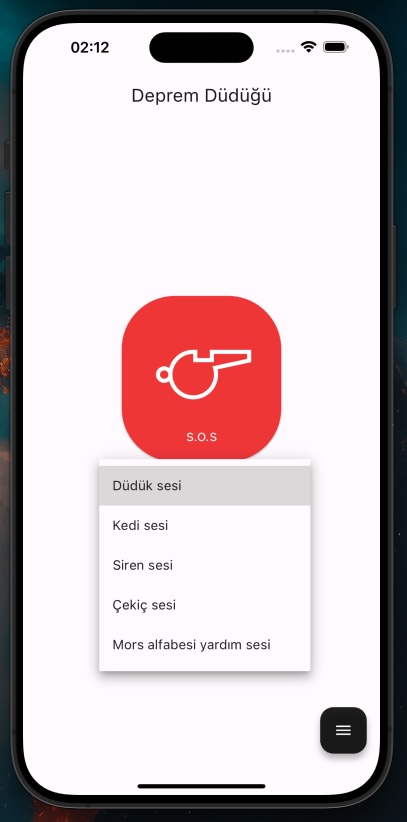 02:12
Deprem Düdüğü
S.O.S
Düdük sesi
Kedi sesi
Siren sesi
Çekiç sesi
Mors alfabesi yardım sesi